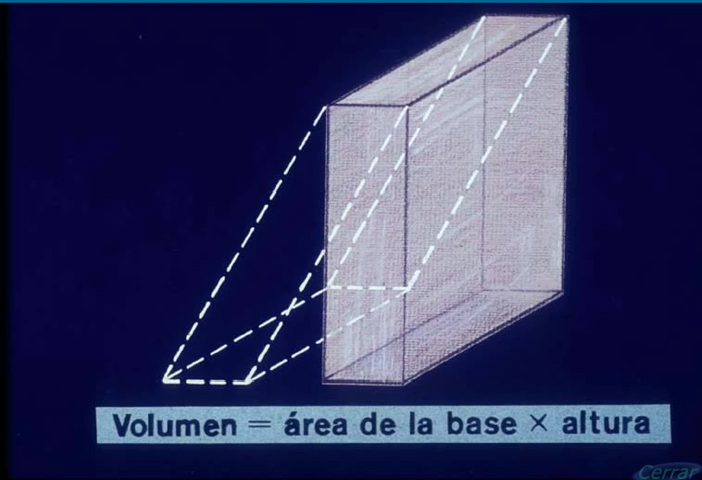 Volumen = área de la base × altura
Cerrar